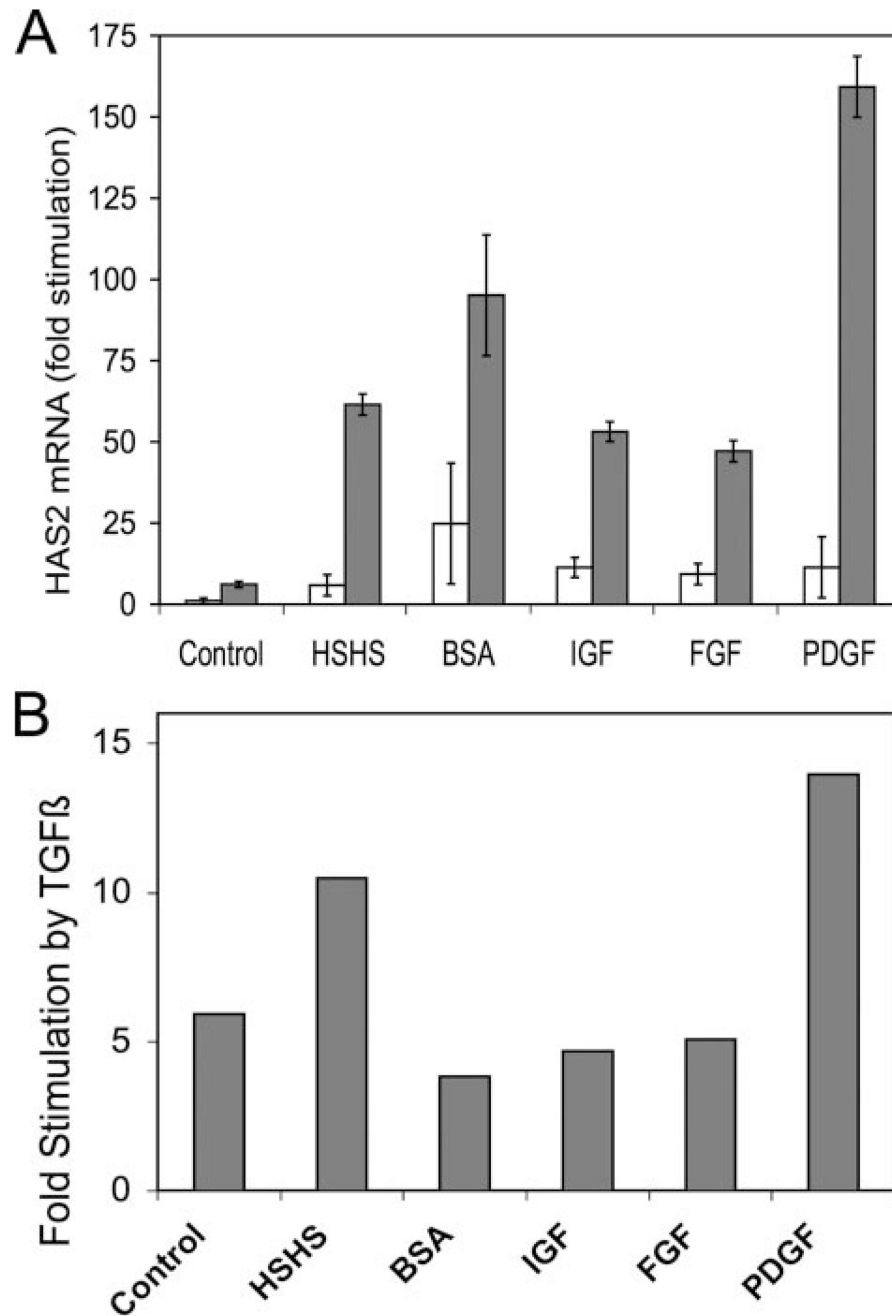 A
HAS2 mRNA (fold stimulation)
175
150
125
100
75
50
25
0
Control HSHS BSA IGF FGF PDGF
B
Fold Stimulation by TGFß
15
10
5
0
Control HSHS BSA IGF FGF PDGF